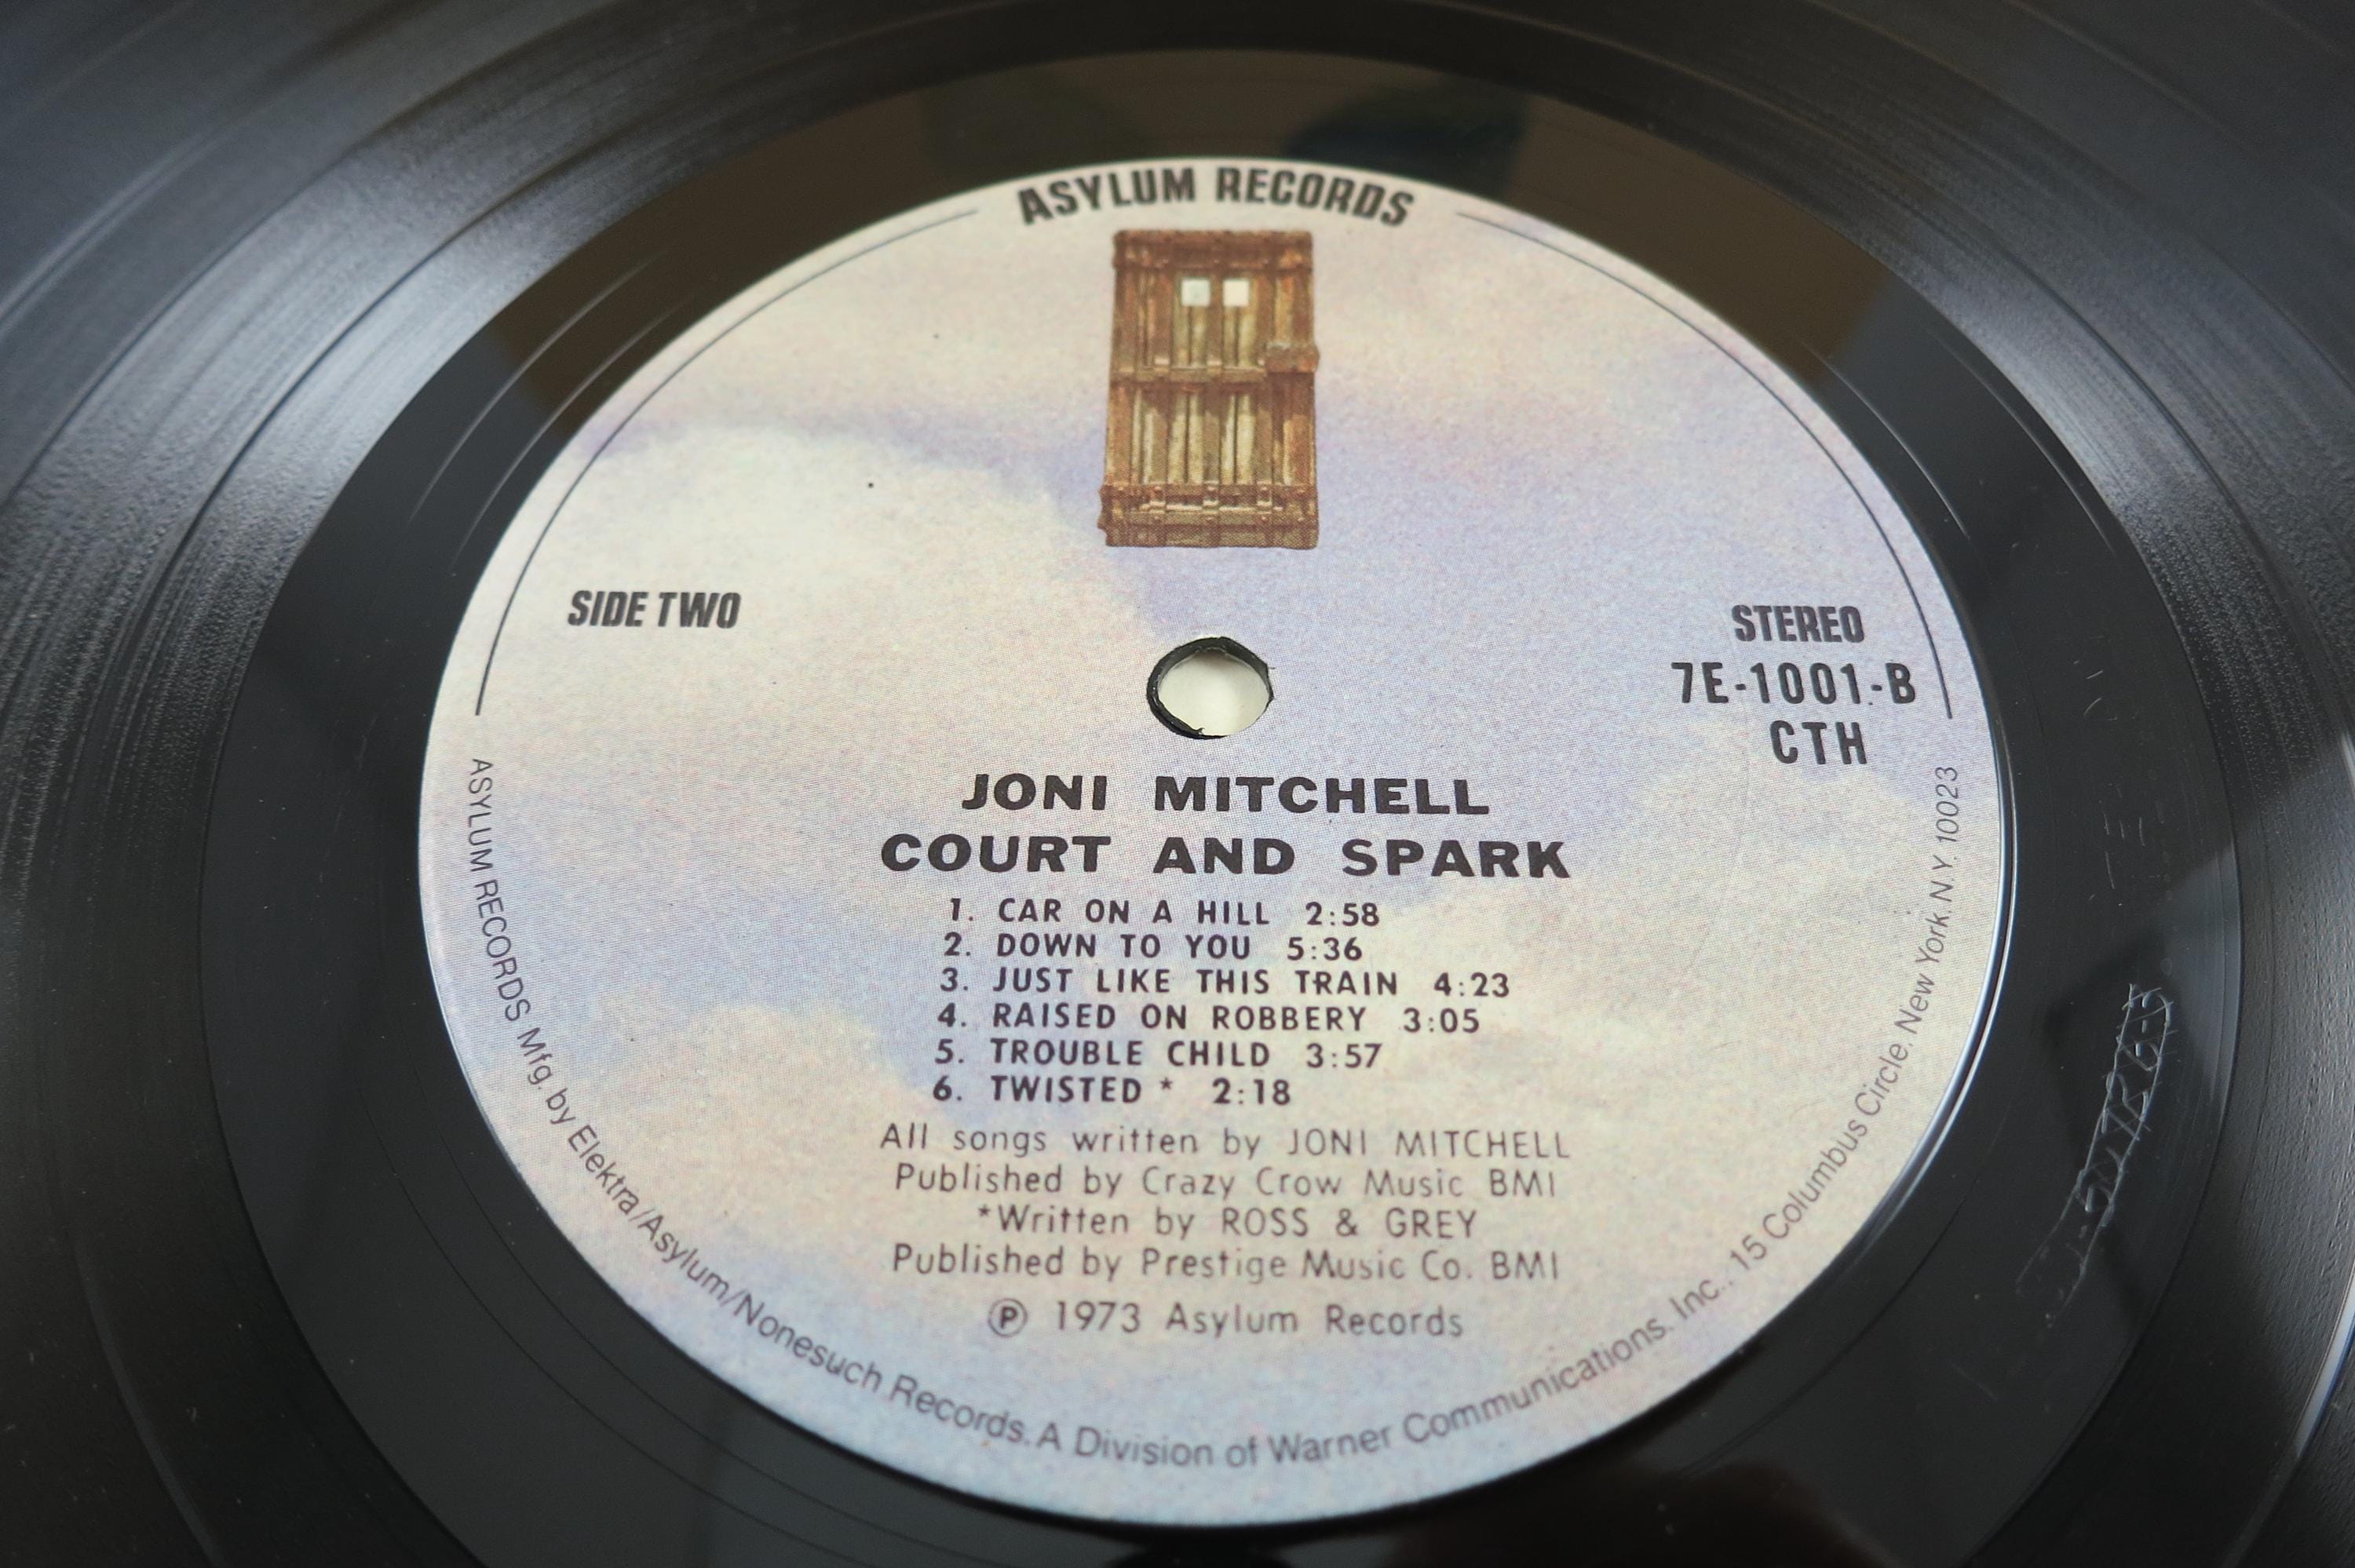 ASYLUM RECORDS
SIDE TWO
STEREO
7E-1001-B
CTH
JONI MITCHELL
COURT AND SPARK
1. CAR ON A HILL 2:58
2. DOWN TO YOU 5:36
3. JUST LIKE THIS TRAIN 4:23
4. RAISED ON ROBBERY 3:05
5. TROUBLE CHILD 3:57
6. TWISTED * 2:18
All songs written by JONI MITCHELL
Published by Crazy Crow Music BMI
*Written by ROSS & GREY
Published by Prestige Music Co. BMI
Ⓟ 1973 Asylum Records
ASYLUM RECORDS Mfg. by Elektra/Asylum/Nonesuch Records. A Division of Warner Communications. Inc.. 15 Columbus Circle. New York. N.Y. 10023